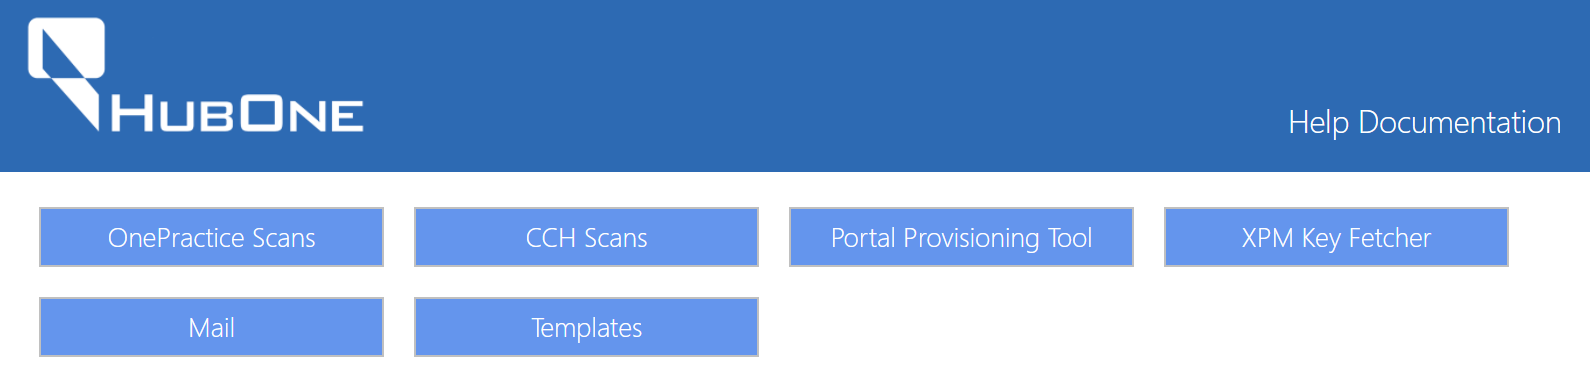 HubOne
Help Documentation
OnePractice Scans
CCH Scans
Portal Provisioning Tool
XPM Key Fetcher
Mail
Templates